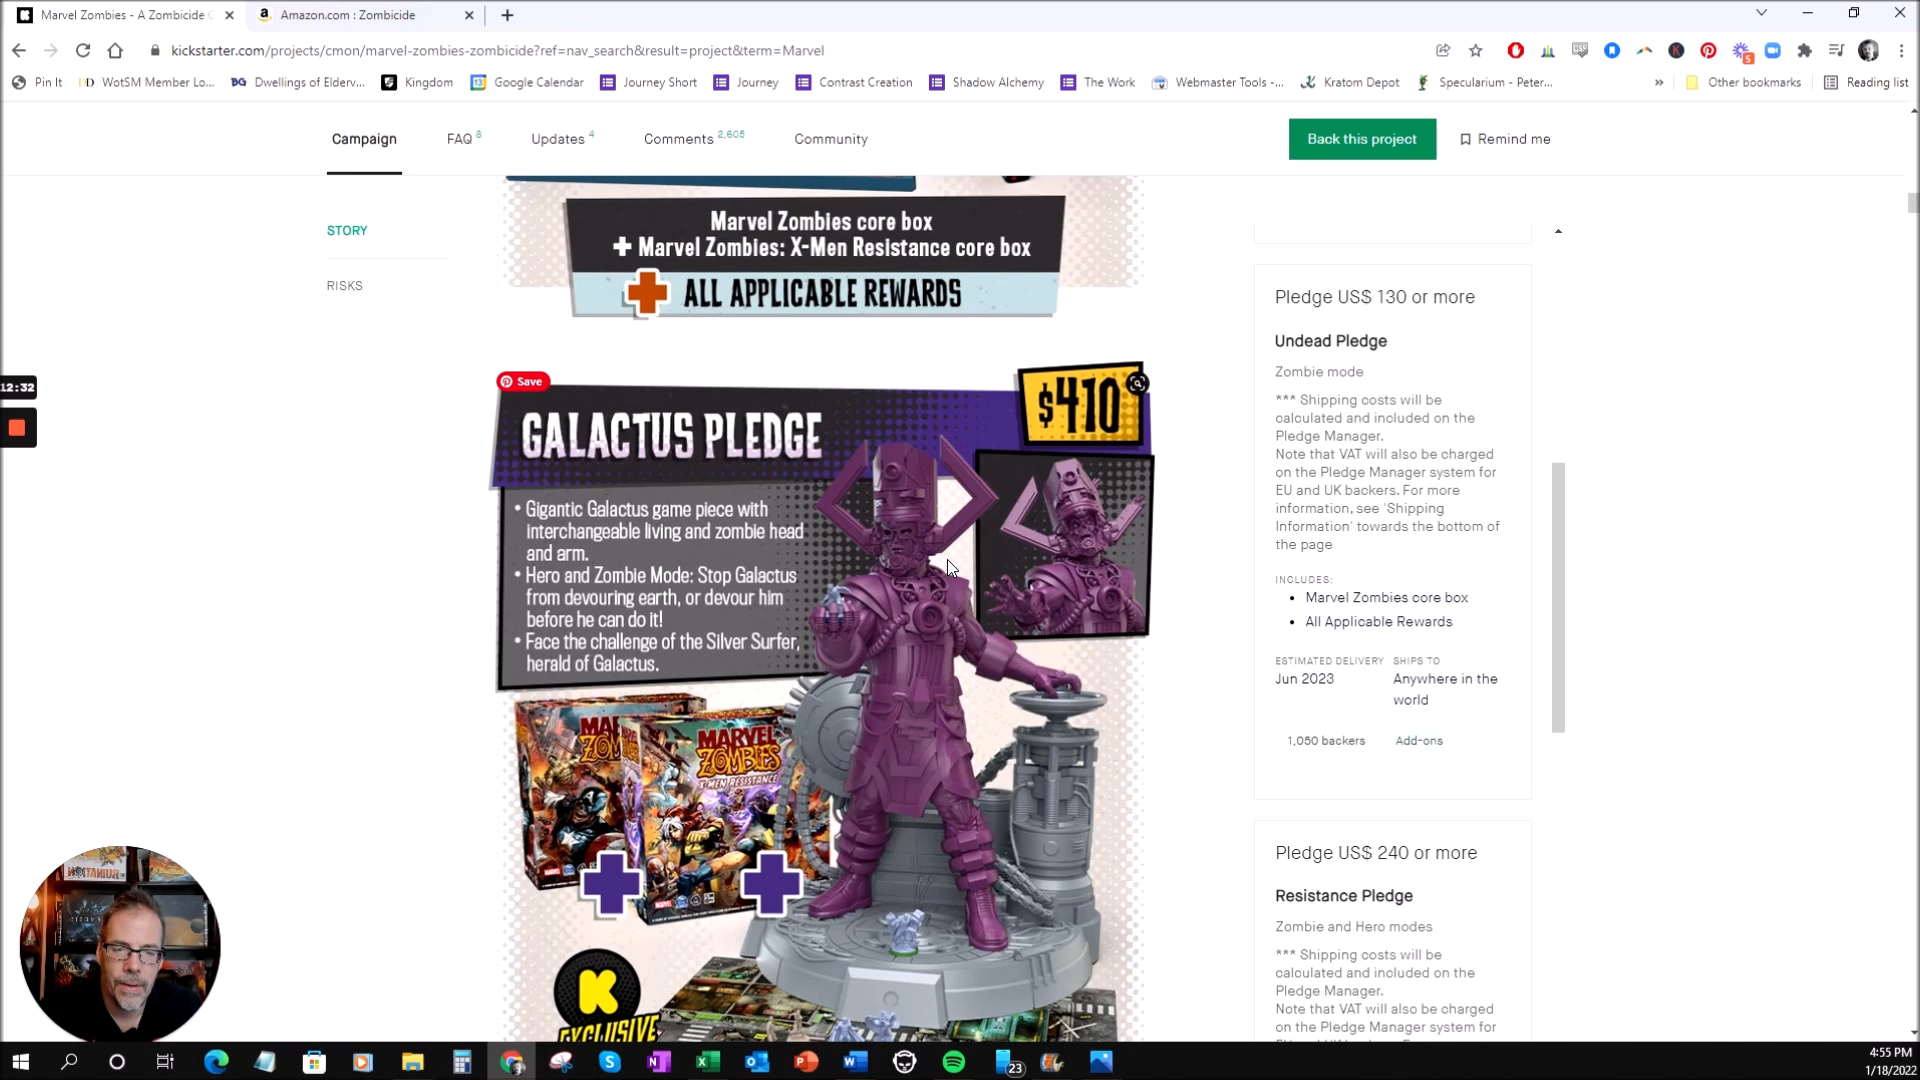 Marvel Zombies - A Zombicide G
Amazon.com : Zombicide
kickstarter.com/projects/cmon/marvel-zombies-zombicide?ref=nav_search&result=project&term=Marvel
5
Pin It
WotSM Member Lo...
Dwellings of Elderv...
Kingdom
Google Calendar
Journey Short
Journey
Contrast Creation
Shadow Alchemy
The Work
Webmaster Tools -...
Kratom Depot
Specularium - Peter...
»
Other bookmarks
Reading list
Campaign
FAQ 8
Updates 4
Comments 2,605
Community
Back this project
Remind me
STORY
RISKS
Marvel Zombies core box
+ Marvel Zombies: X-Men Resistance core box
ALL APPLICABLE REWARDS
12:32
Save
$410
GALACTUS PLEDGE
• Gigantic Galactus game piece with
interchangeable living and zombie head
and arm.
• Hero and Zombie Mode: Stop Galactus
from devouring earth, or devour him
before he can do it!
• Face the challenge of the Silver Surfer,
herald of Galactus.
MARVEL
ZOMBIES
X-MEN RESISTANCE
K
EXCLUSIVE
Pledge US$ 130 or more
Undead Pledge
Zombie mode
*** Shipping costs will be
calculated and included on the
Pledge Manager.
Note that VAT will also be charged
on the Pledge Manager system for
EU and UK backers. For more
information, see 'Shipping
Information' towards the bottom of
the page
INCLUDES:
• Marvel Zombies core box
• All Applicable Rewards
ESTIMATED DELIVERY
Jun 2023
SHIPS TO
Anywhere in the
world
1,050 backers
Add-ons
Pledge US$ 240 or more
Resistance Pledge
Zombie and Hero modes
*** Shipping costs will be
calculated and included on the
Pledge Manager.
Note that VAT will also be charged
on the Pledge Manager system for
23
4:55 PM
1/18/2022